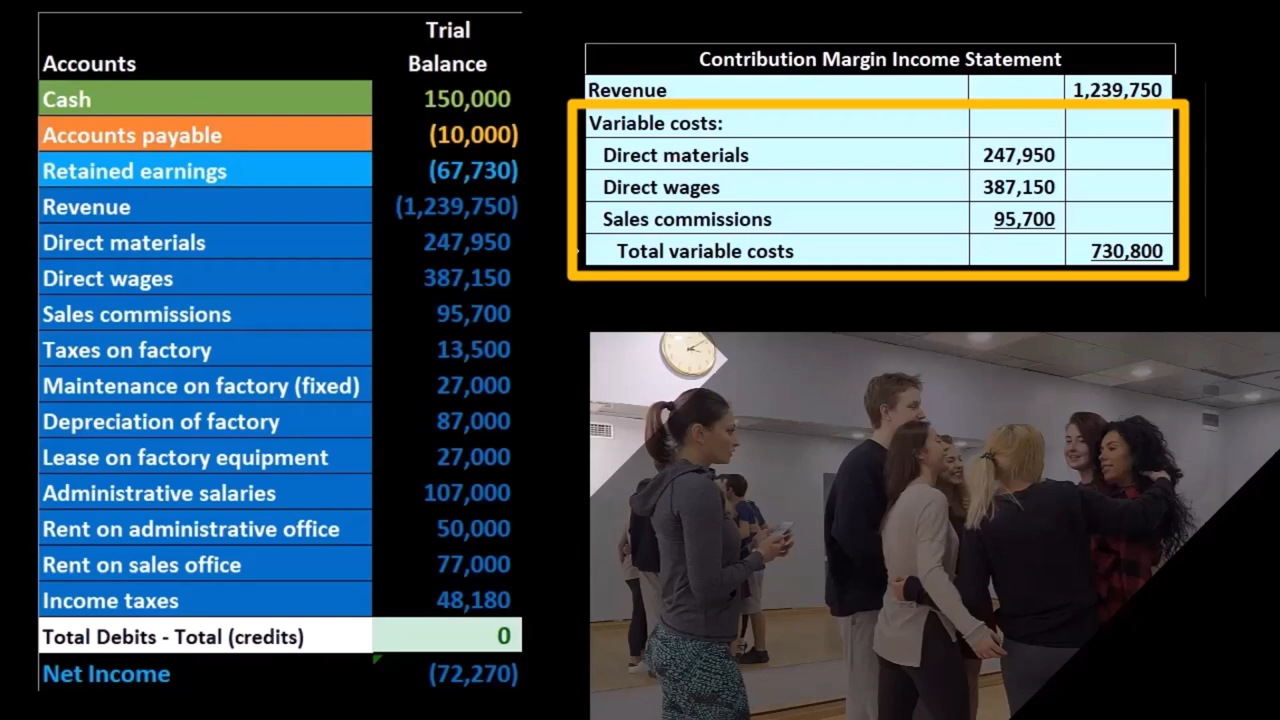 Accounts Trial Balance
Cash 150,000
Accounts payable (10,000)
Retained earnings (67,730)
Revenue (1,239,750)
Direct materials 247,950
Direct wages 387,150
Sales commissions 95,700
Taxes on factory 13,500
Maintenance on factory (fixed) 27,000
Depreciation of factory 87,000
Lease on factory equipment 27,000
Administrative salaries 107,000
Rent on administrative office 50,000
Rent on sales office 77,000
Income taxes 48,180
Total Debits - Total (credits) 0
Net Income (72,270)
Contribution Margin Income Statement
Revenue 1,239,750
Variable costs:
Direct materials 247,950
Direct wages 387,150
Sales commissions 95,700
Total variable costs 730,800